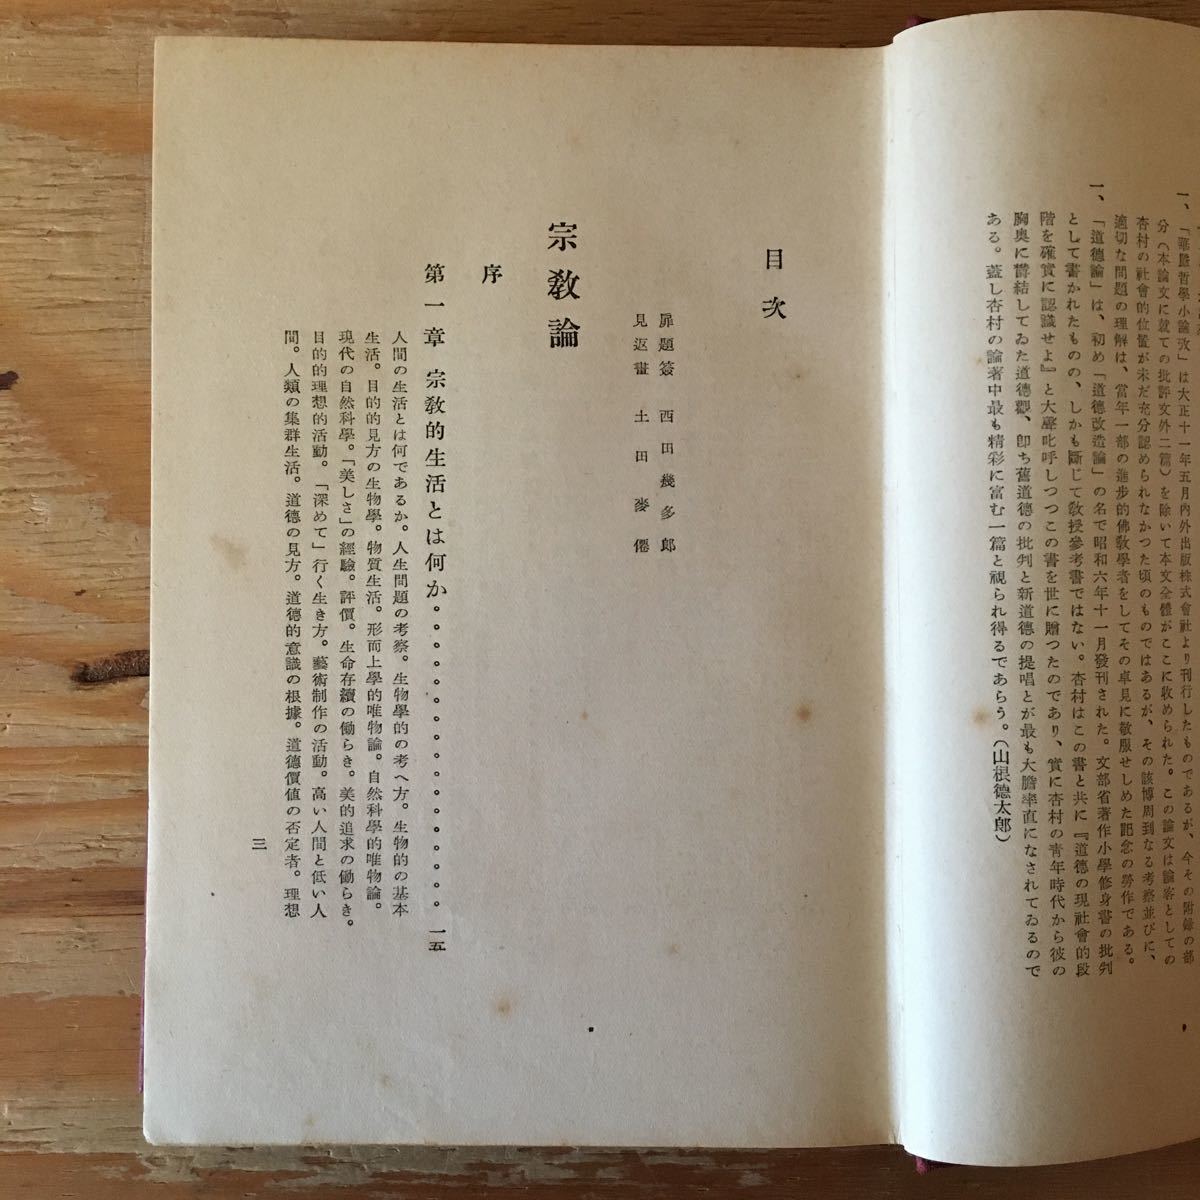 一、「華嚴哲學小論攷」は大正十一年五月内外出版株式會社より刊行したものであるが、今その附録の部
分(本論文に就ての批評文外二篇)を除いて本文全體がここに收められた。この論文は論客としての
杏村の社會的位置が未だ充分認められなかつた頃のものではあるが、その該博周到なる考察並びに、
適切な問題の理解は、當年一部の進步的佛教學者をしてその卓見に敬服せしめた記念の勞作である。
一、「道德論」は、初め「道德改造論」の名で昭和六年十一月發刊された。文部省著作小學修身書の批判
として書かれたものの、しかも斷じて教授參考書ではない。杏村はこの書と共に『道德の現社會的段
階を確實に認識せよ』と大聲叱呼しつつこの書を世に贈つたのであり、實に杏村の青年時代から彼の
胸奥に欝結してゐた道德觀、卽ち舊道德の批判と新道德の提唱とが最も大膽率直になされてゐるので
ある。蓋し杏村の論著中最も精彩に富む一篇と視られ得るであらう。(山根德太郎)
目次
扉題簽 西田幾多郎
見返畫 土田麥僊
宗教論
序
第一章 宗教的生活とは何か。。。。。。。。。。。。。。。。。一五
人間の生活とは何であるか。人生問題の考察。生物學的の考へ方。生物的の基本
生活。目的的見方の生物學。物質生活。形而上學的唯物論。自然科學的唯物論。
現代の自然科學。「美しさ」の經驗。評價。生命存續の働らき。美的追求の働らき。
目的的理想的活動。「深めて」行く生き方。藝術制作の活動。高い人間と低い人
間。人類の集群生活。道德の見方。道德的意識の根據。道德價値の否定者。理想
三